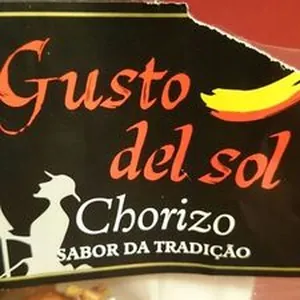 Gusto
del sol
Chorizo
SABOR DA TRADIÇÃO